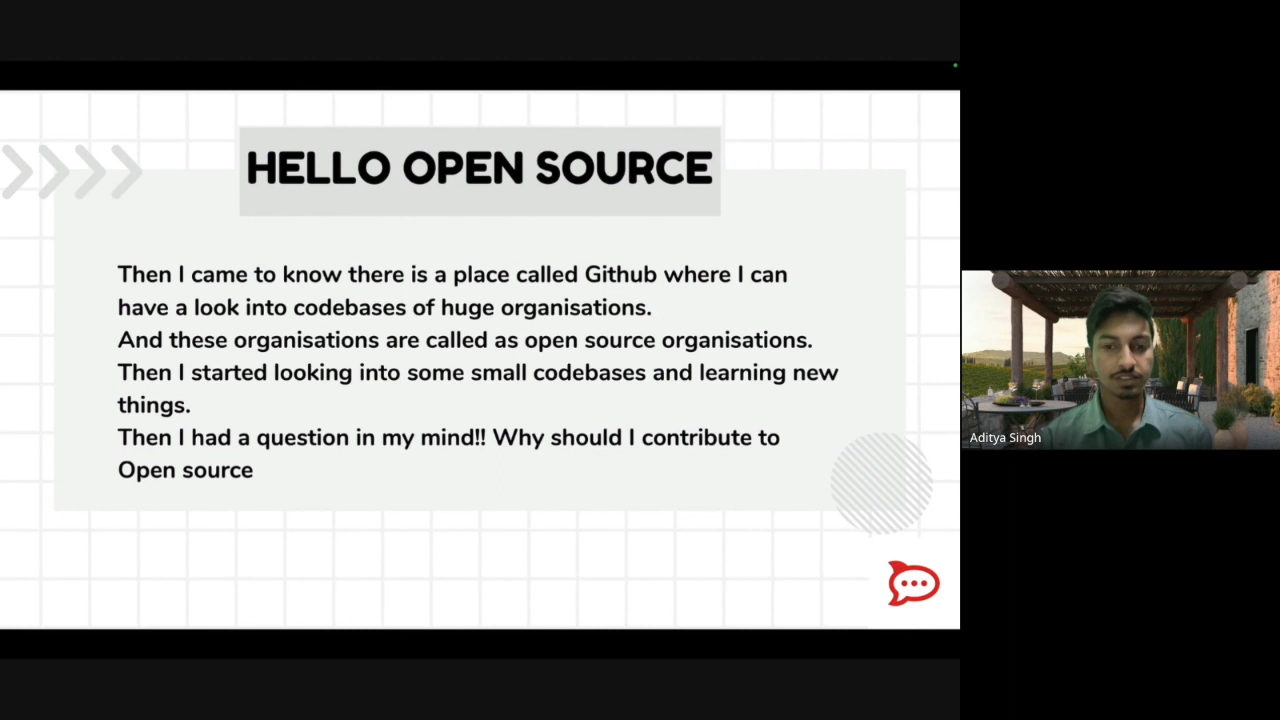 HELLO OPEN SOURCE
Then I came to know there is a place called Github where I can
have a look into codebases of huge organisations.
And these organisations are called as open source organisations.
Then I started looking into some small codebases and learning new
things.
Then I had a question in my mind!! Why should I contribute to
Open source
Aditya Singh